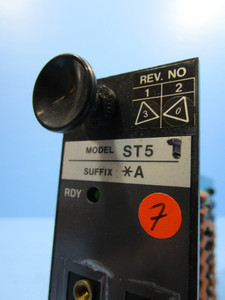 REV. NO
1 2
3 0
MODEL ST5
SUFFIX *A
RDY
7